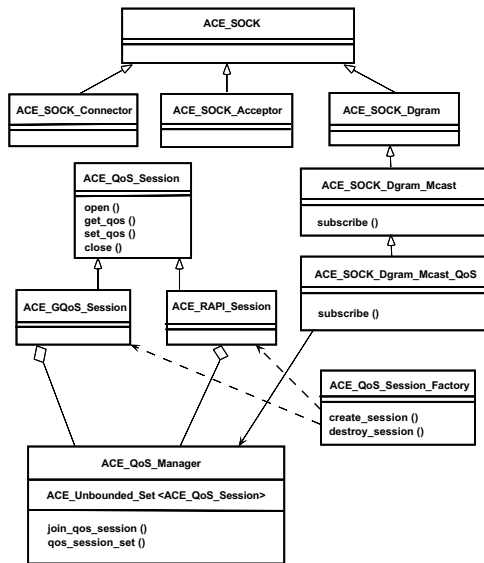 ACE_SOCK
ACE_SOCK_Connector
ACE_SOCK_Acceptor
ACE_SOCK_Dgram
ACE_QoS_Session
open ()
get_qos ()
set_qos ()
close ()
ACE_SOCK_Dgram_Mcast
subscribe ()
ACE_SOCK_Dgram_Mcast_QoS
subscribe ()
ACE_GQoS_Session
ACE_RAPI_Session
ACE_QoS_Session_Factory
create_session ()
destroy_session ()
ACE_QoS_Manager
ACE_Unbounded_Set <ACE_QoS_Session>
join_qos_session ()
qos_session_set ()